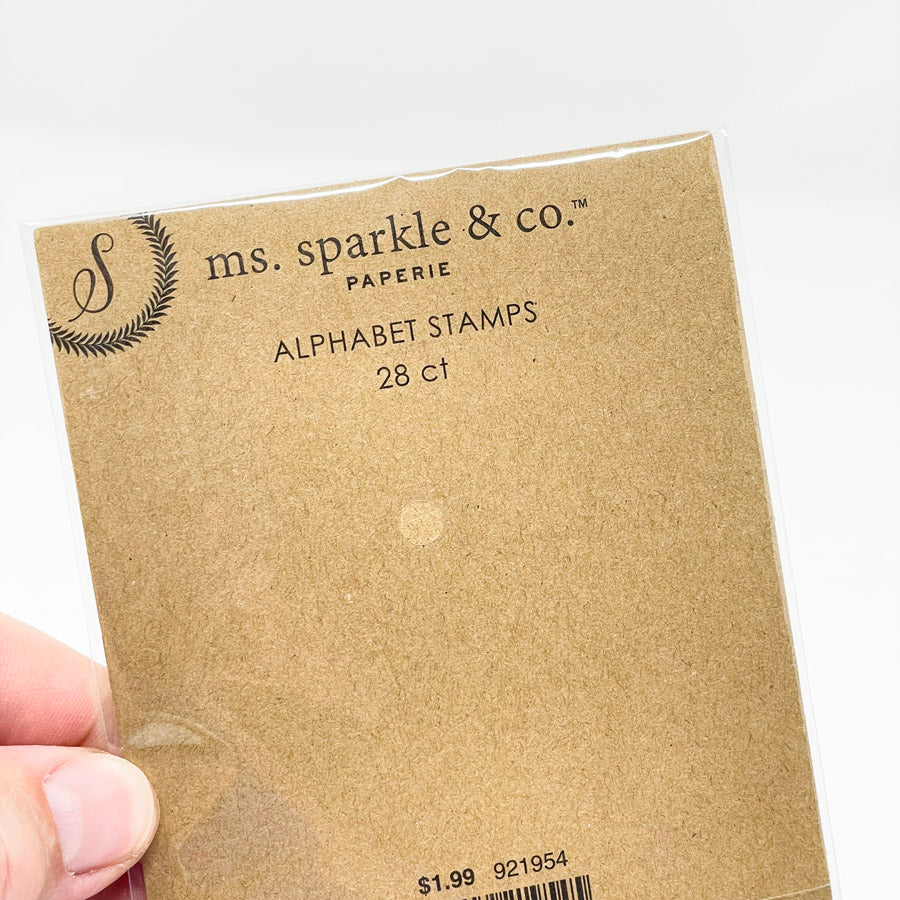 S
ms. sparkle & co.™
PAPERIE
ALPHABET STAMPS
28 ct
$1.99 921954